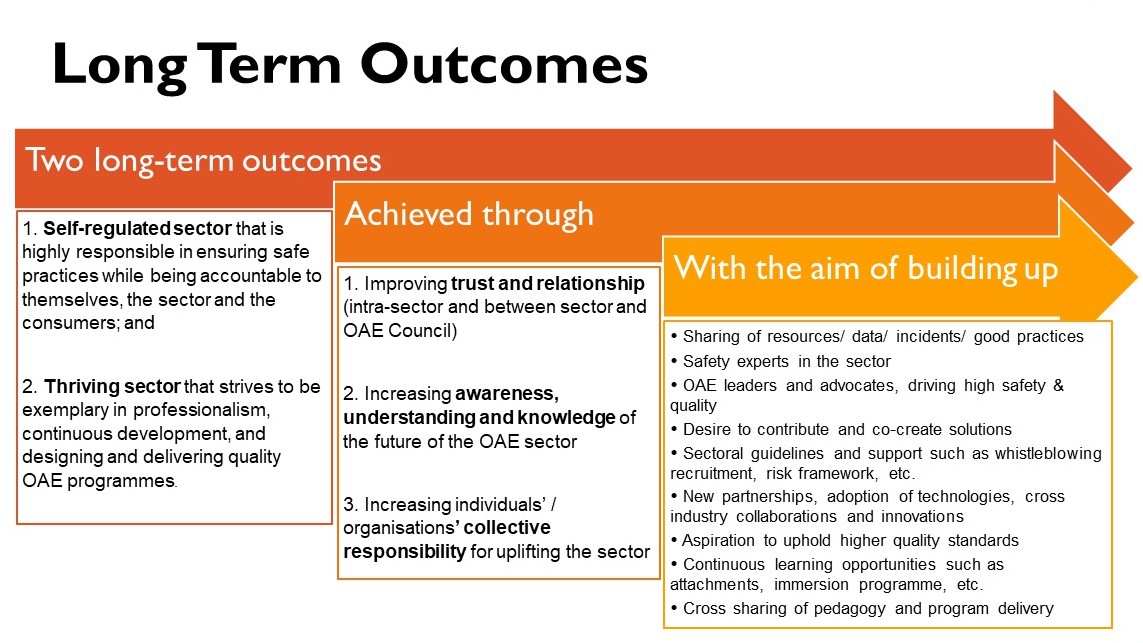 Long Term Outcomes
Two long-term outcomes
1. Self-regulated sector that is
highly responsible in ensuring safe
practices while being accountable to
themselves, the sector and the
consumers; and
2. Thriving sector that strives to be
exemplary in professionalism,
continuous development, and
designing and delivering quality
OAE programmes.
Achieved through
1. Improving trust and relationship
(intra-sector and between sector and
OAE Council)
2. Increasing awareness,
understanding and knowledge of
the future of the OAE sector
3. Increasing individuals' /
organisations' collective
responsibility for uplifting the sector
With the aim of building up
• Sharing of resources/ data/ incidents/ good practices
• Safety experts in the sector
• OAE leaders and advocates, driving high safety &
quality
• Desire to contribute and co-create solutions
• Sectoral guidelines and support such as whistleblowing
recruitment, risk framework, etc.
• New partnerships, adoption of technologies, cross
industry collaborations and innovations
• Aspiration to uphold higher quality standards
• Continuous learning opportunities such as
attachments, immersion programme, etc.
• Cross sharing of pedagogy and program delivery